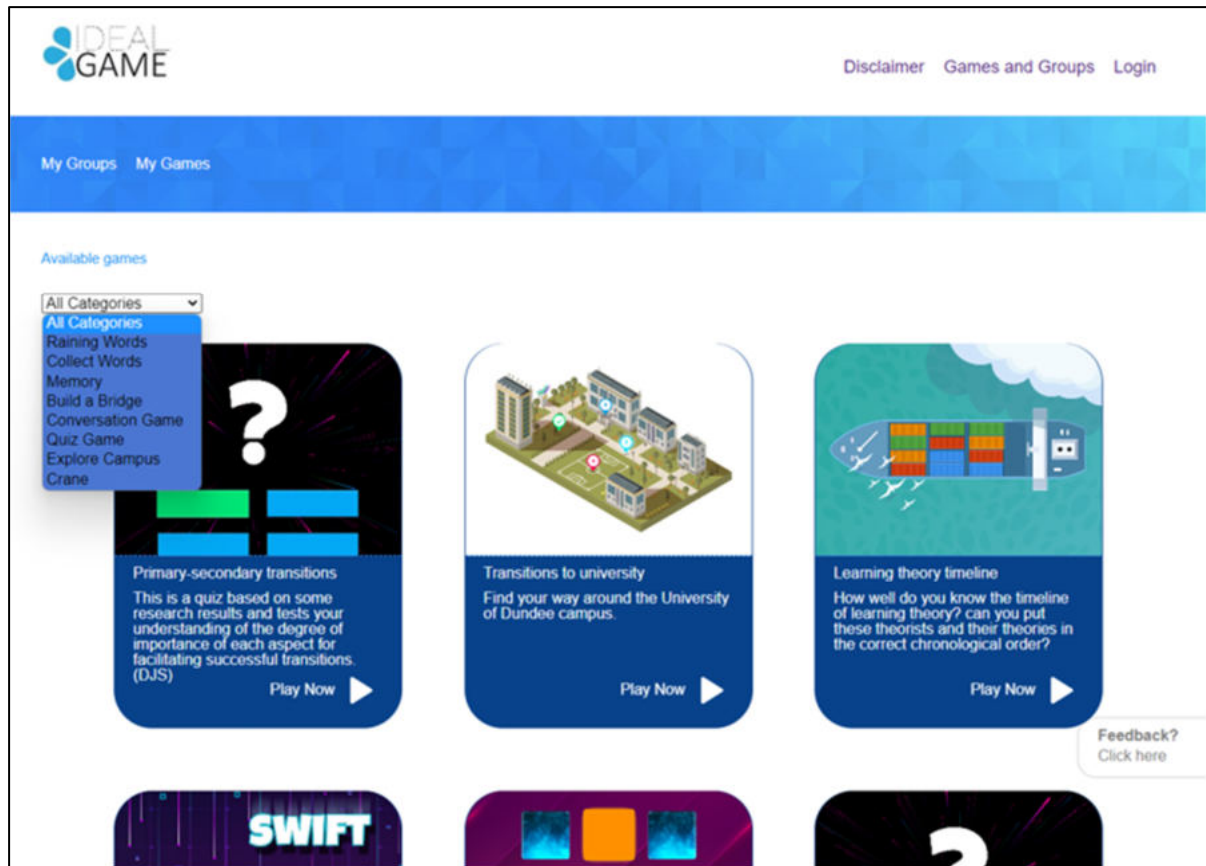 IDEAL
GAME
Disclaimer Games and Groups Login
My Groups My Games
Available games
All Categories
All Categories
Raining Words
Collect Words
Memory
Build a Bridge
Conversation Game
Quiz Game
Explore Campus
Crane
?
Primary-secondary transitions
This is a quiz based on some
research results and tests your
understanding of the degree of
importance of each aspect for
facilitating successful transitions.
(DJS)
Play Now
Transitions to university
Find your way around the University
of Dundee campus.
Play Now
Learning theory timeline
How well do you know the timeline
of learning theory? can you put
these theorists and their theories in
the correct chronological order?
Play Now
Feedback?
Click here
SWIFT
?